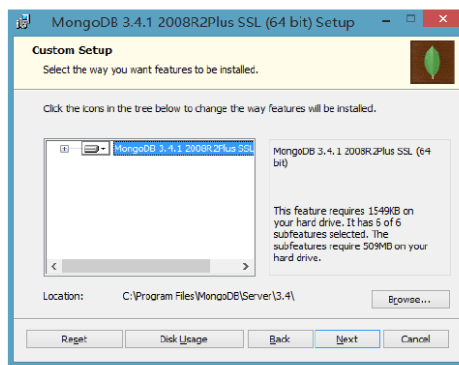 MongoDB 3.4.1 2008R2Plus SSL (64 bit) Setup
Custom Setup
Select the way you want features to be installed.
Click the icons in the tree below to change the way features will be installed.
MongoDB 3.4.1 2008R2Plus SSL
MongoDB 3.4.1 2008R2Plus SSL (64
bit)
This feature requires 1549KB on
your hard drive. It has 6 of 6
subfeatures selected. The
subfeatures require 509MB on your
hard drive.
Location: C:\Program Files\MongoDB\Server\3.4\
Browse...
Reset Disk Usage Back Next Cancel